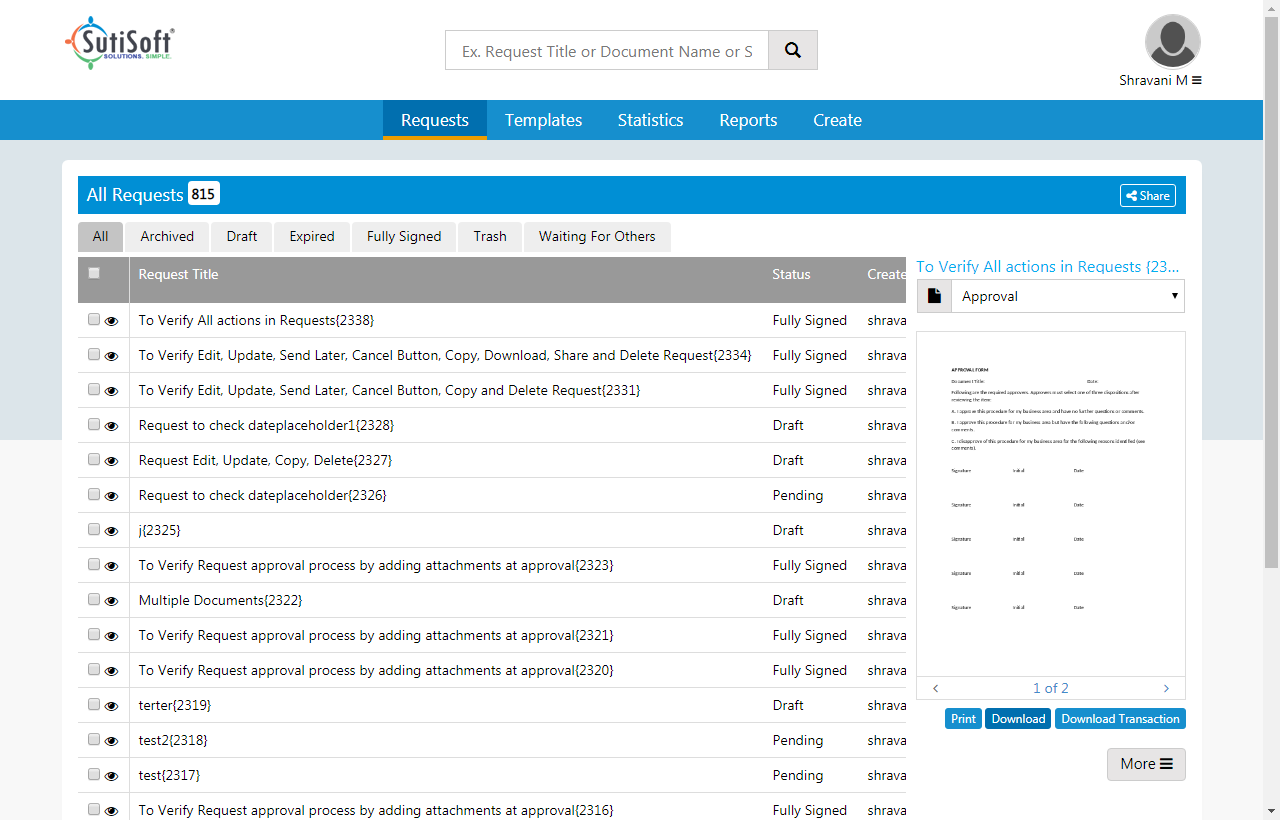 SutiSoft®
SOLUTIONS. SIMPLE.
Ex. Request Title or Document Name or S
Shravani M
Requests
Templates
Statistics
Reports
Create
All Requests 815
Share
All
Archived
Draft
Expired
Fully Signed
Trash
Waiting For Others
Request Title Status Create
To Verify All actions in Requests{2338} Fully Signed shrava
To Verify Edit, Update, Send Later, Cancel Button, Copy, Download, Share and Delete Request{2334} Fully Signed shrava
To Verify Edit, Update, Send Later, Cancel Button, Copy and Delete Request{2331} Fully Signed shrava
Request to check dateplaceholder1{2328} Draft shrava
Request Edit, Update, Copy, Delete{2327} Draft shrava
Request to check dateplaceholder{2326} Pending shrava
j{2325} Draft shrava
To Verify Request approval process by adding attachments at approval{2323} Fully Signed shrava
Multiple Documents{2322} Draft shrava
To Verify Request approval process by adding attachments at approval{2321} Fully Signed shrava
To Verify Request approval process by adding attachments at approval{2320} Fully Signed shrava
terter{2319} Draft shrava
test2{2318} Pending shrava
test{2317} Pending shrava
To Verify Request approval process by adding attachments at approval{2316} Fully Signed shrava
To Verify All actions in Requests {23...
Approval
APPROVAL FORM
Document Title: Date:
Following are the required approvers. Approvers must select one of three dispositions after
reviewing the item:
A. I approve this procedure for my business area and have no further questions or comments.
B. I approve this procedure for my business area but have the following questions and/or
comments.
C. I disapprove of this procedure for my business area for the following reasons identified (see
comments).
Signature Initial Date
Signature Initial Date
Signature Initial Date
Signature Initial Date
Signature Initial Date
1 of 2
Print
Download
Download Transaction
More